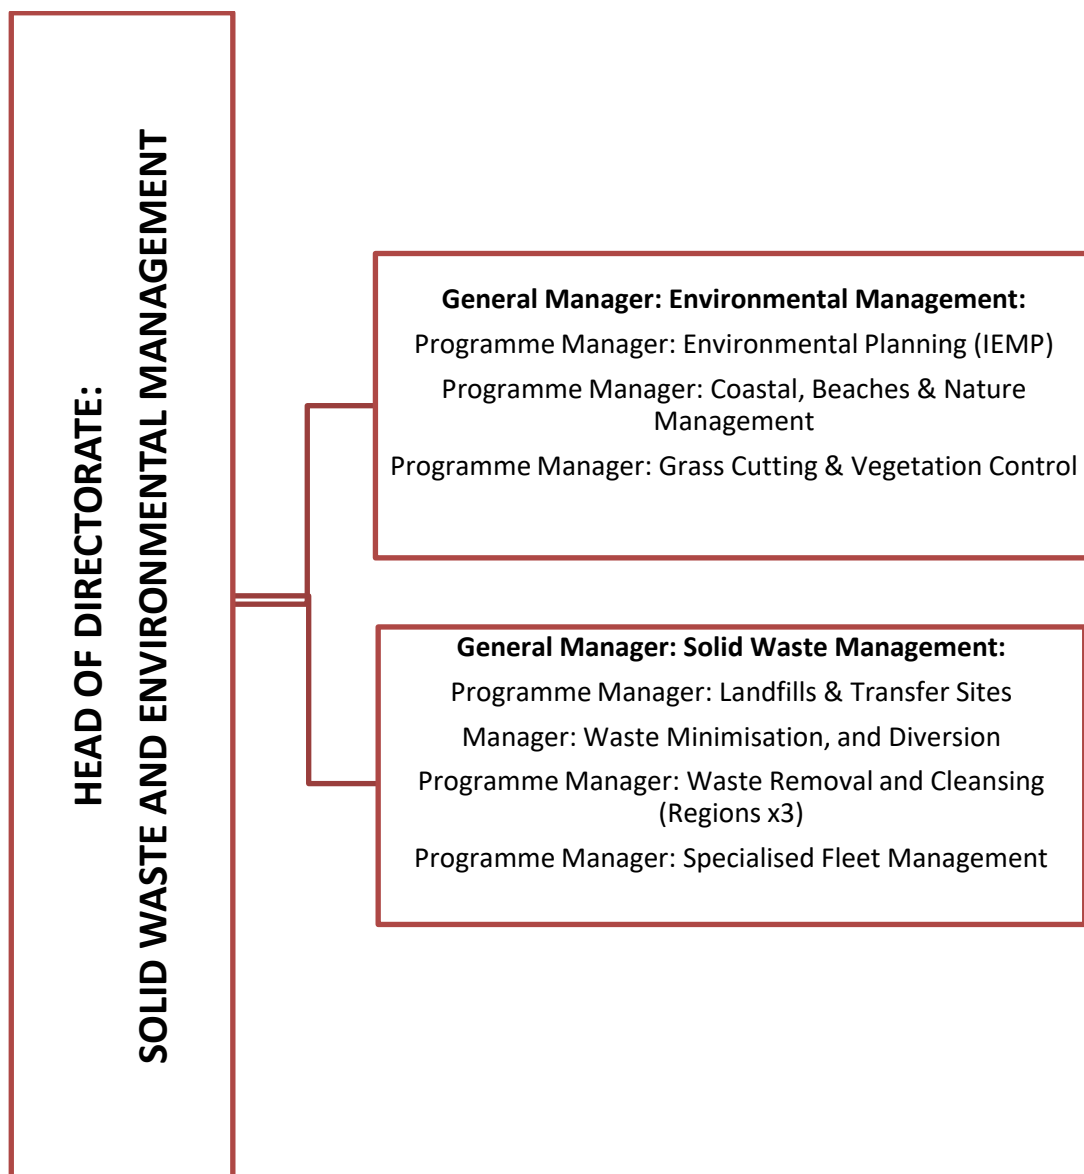 HEAD OF DIRECTORATE:
SOLID WASTE AND ENVIRONMENTAL MANAGEMENT
General Manager: Environmental Management:
Programme Manager: Environmental Planning (IEMP)
Programme Manager: Coastal, Beaches & Nature
Management
Programme Manager: Grass Cutting & Vegetation Control
General Manager: Solid Waste Management:
Programme Manager: Landfills & Transfer Sites
Manager: Waste Minimisation, and Diversion
Programme Manager: Waste Removal and Cleansing
(Regions x3)
Programme Manager: Specialised Fleet Management